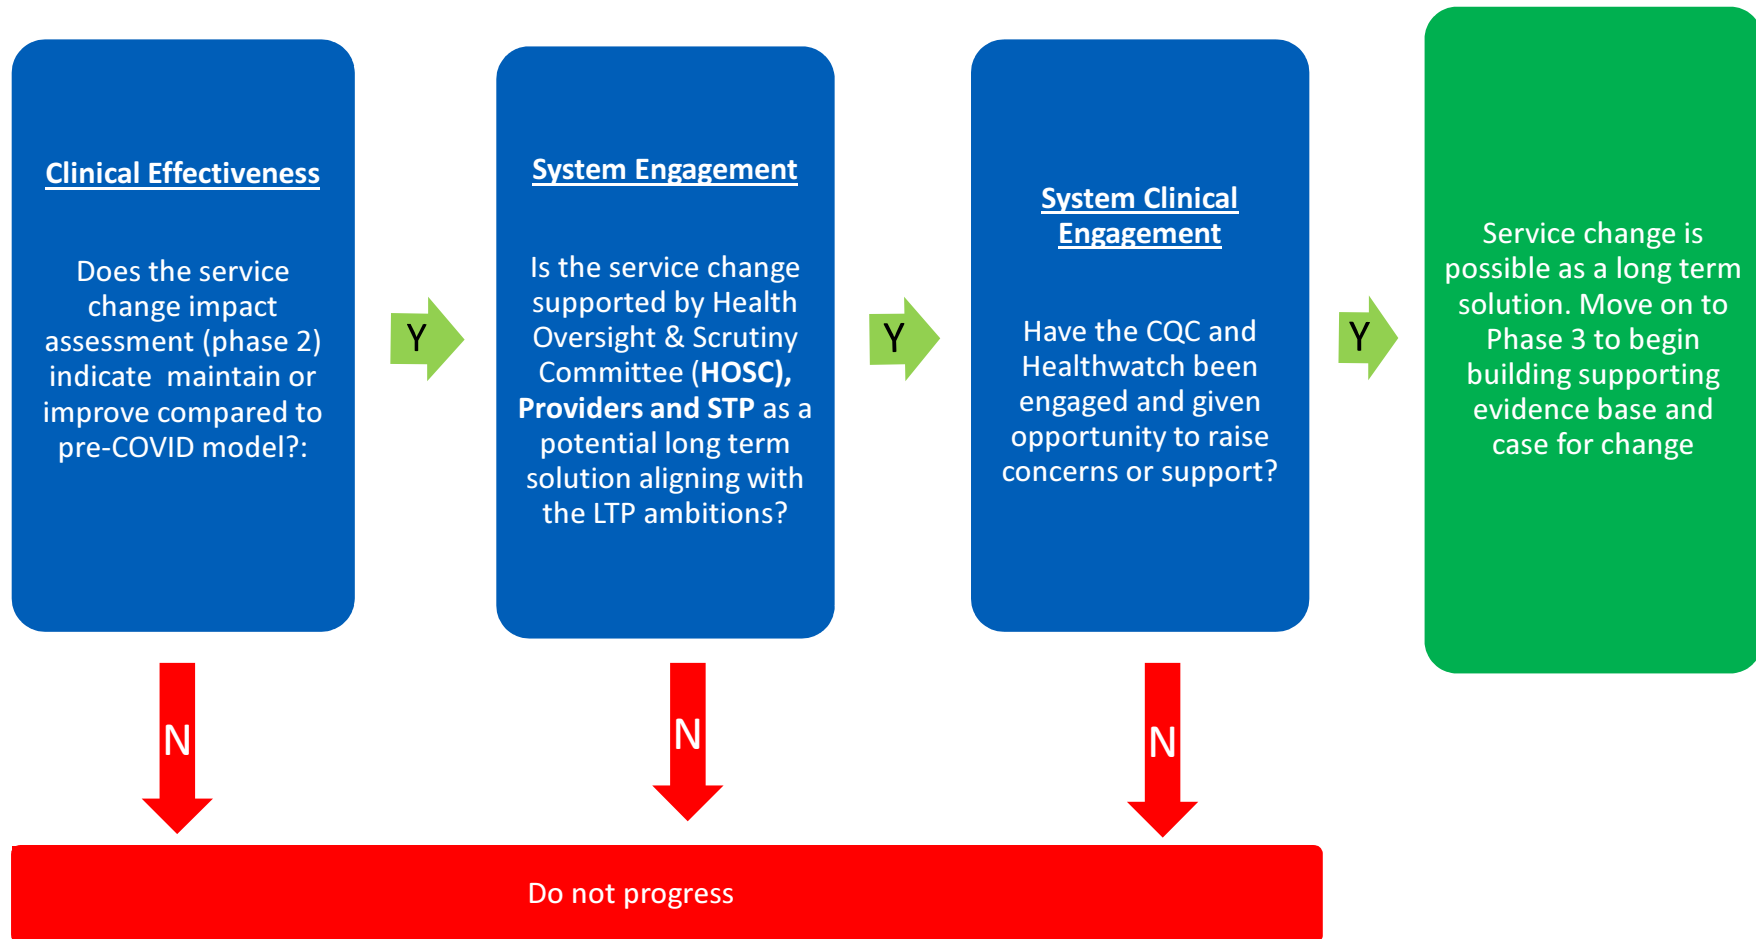 Clinical Effectiveness
Does the service
change impact
assessment (phase 2)
indicate  maintain or
improve compared to
pre-COVID model?:
Y
System Engagement
Is the service change
supported by Health
Oversight & Scrutiny
Committee (HOSC),
Providers and STP as a
potential long term
solution aligning with
the LTP ambitions?
Y
System Clinical
Engagement
Have the CQC and
Healthwatch been
engaged and given
opportunity to raise
concerns or support?
Y
Service change is
possible as a long term
solution. Move on to
Phase 3 to begin
building supporting
evidence base and
case for change
N
N
N
Do not progress